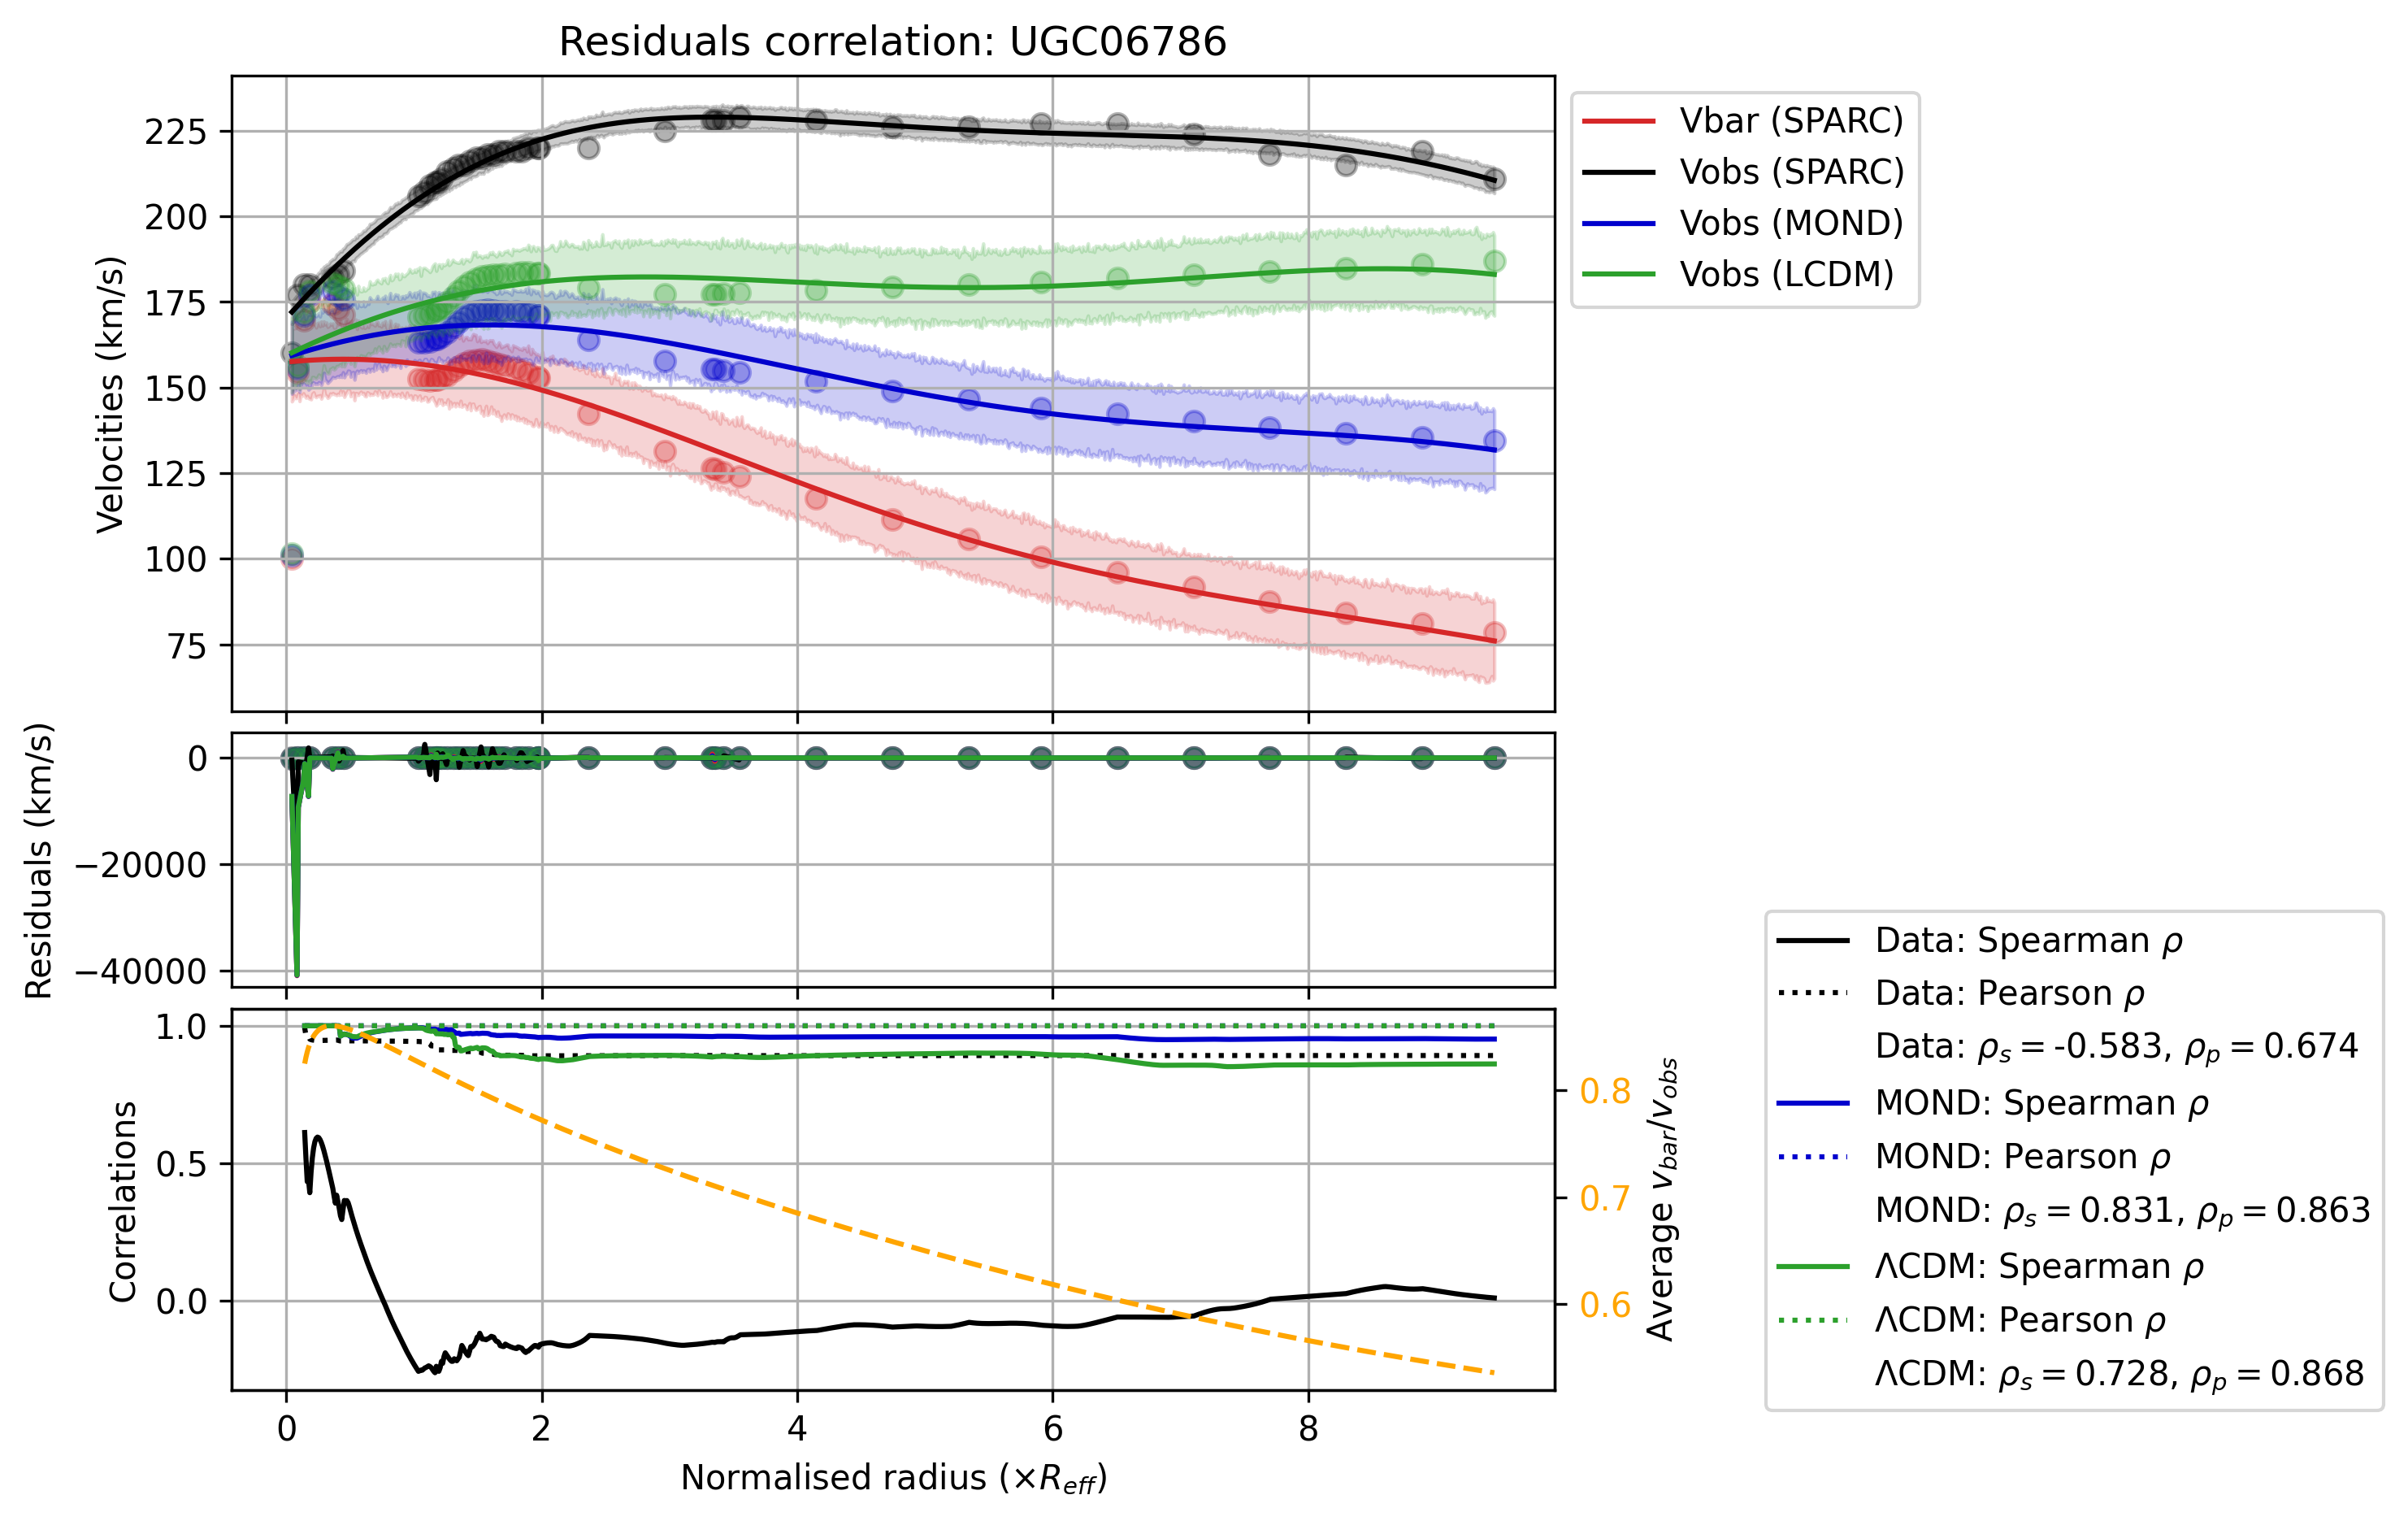 Residuals correlation: UGC06786
Velocities (km/s)
225
200
175
150
125
100
75
Vbar (SPARC)
Vobs (SPARC)
Vobs (MOND)
Vobs (LCDM)
Residuals (km/s)
0
−20000
−40000
Correlations
1.0
0.5
0.0
0.8
0.7
0.6
Average v_bar/v_obs
0 2 4 6 8
Normalised radius (×R_eff)
Data: Spearman ρ
Data: Pearson ρ
Data: ρ_s = -0.583, ρ_p = 0.674
MOND: Spearman ρ
MOND: Pearson ρ
MOND: ρ_s = 0.831, ρ_p = 0.863
ΛCDM: Spearman ρ
ΛCDM: Pearson ρ
ΛCDM: ρ_s = 0.728, ρ_p = 0.868